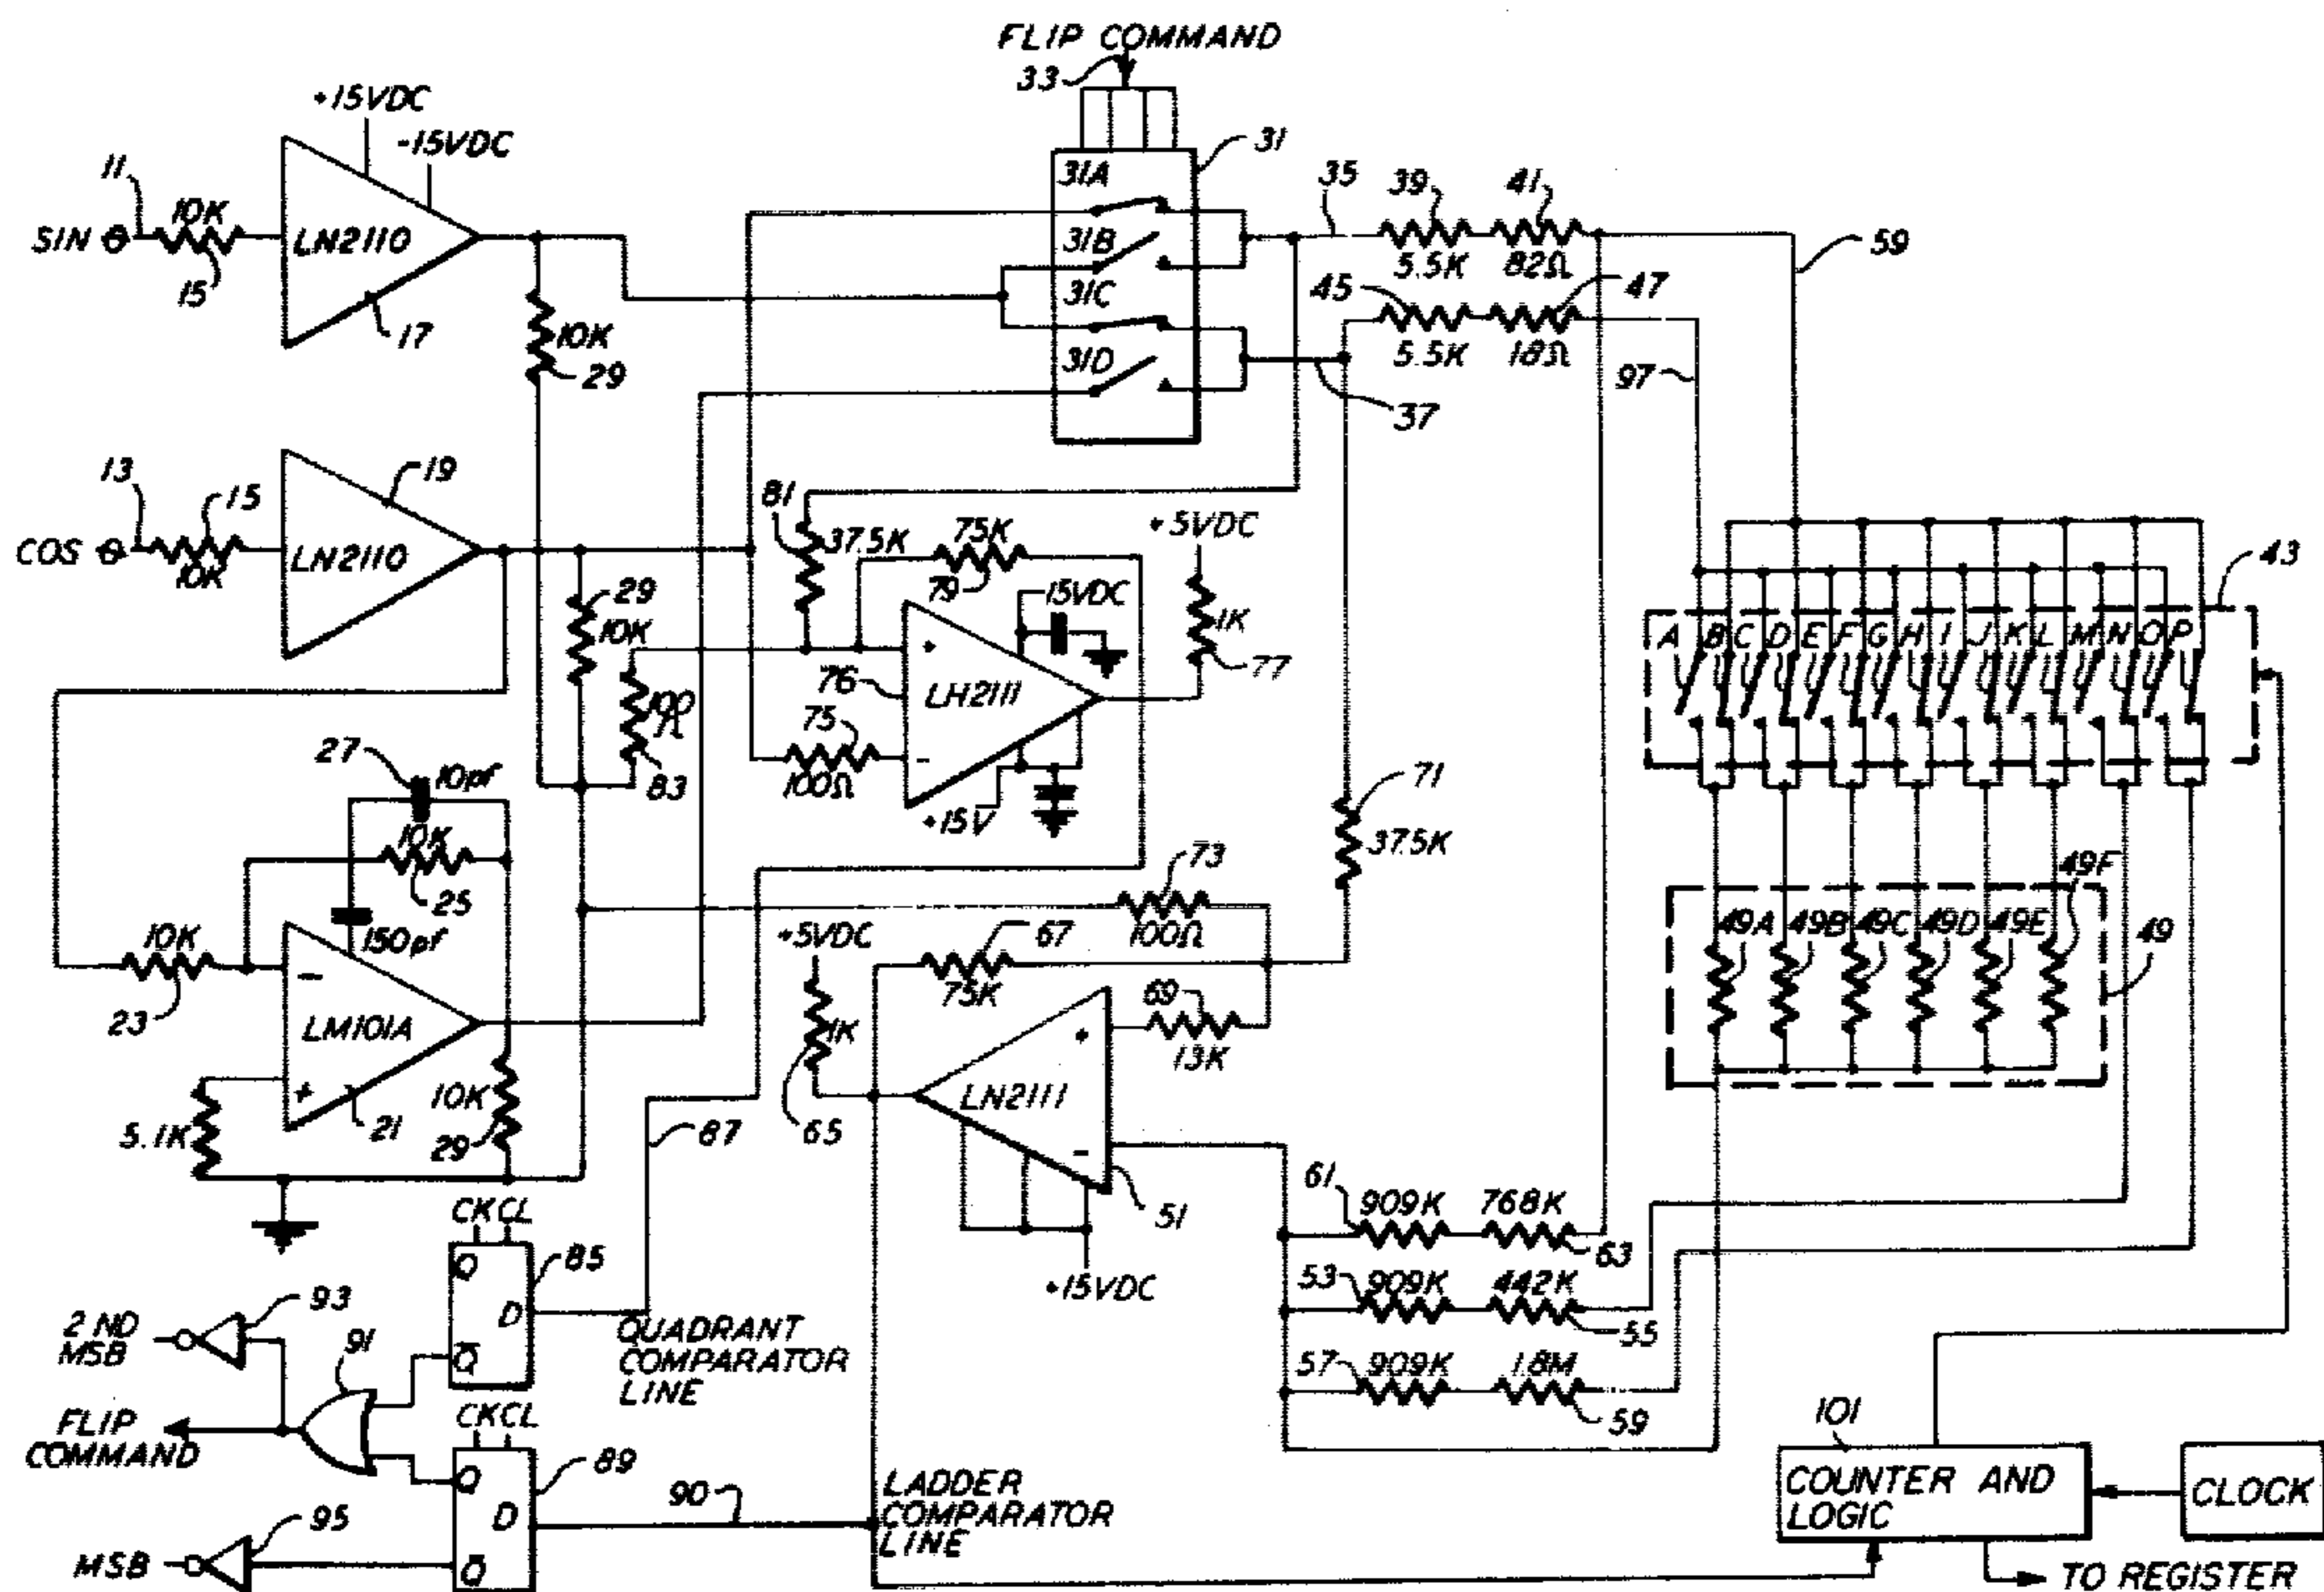 FLIP COMMAND
33
+15VDC
-15VDC
31
11
31A
SIN θ
10K
15
LN2110
17
10K
29
31B
31C
31D
35
39
41
5.5K
82Ω
59
45
47
5.5K
18Ω
97
37
13
15
COS θ
10K
LN2110
19
29
10K
81
37.5K
75K
79
+5VDC
15VDC
1K
77
43
A B C D E F G H I J K L M N O P
76
LH2111
+
-
100Ω
83
75
100Ω
+15V
27
10pf
10K
25
150pf
10K
23
LM101A
-
+
21
5.1K
10K
29
71
37.5K
73
100Ω
+5VDC
67
75K
1K
65
69
13K
LN2111
+
-
51
+15VDC
87
49F
49A 49B 49C 49D 49E
49
61
909K
768K
63
53
909K
442K
55
57
909K
1.8M
59
CK CL
Q
D
Q̅
85
QUADRANT
COMPARATOR
LINE
93
2ND
MSB
91
FLIP
COMMAND
CK CL
Q
D
Q̅
89
90
LADDER
COMPARATOR
LINE
95
MSB
101
COUNTER AND
LOGIC
CLOCK
TO REGISTER